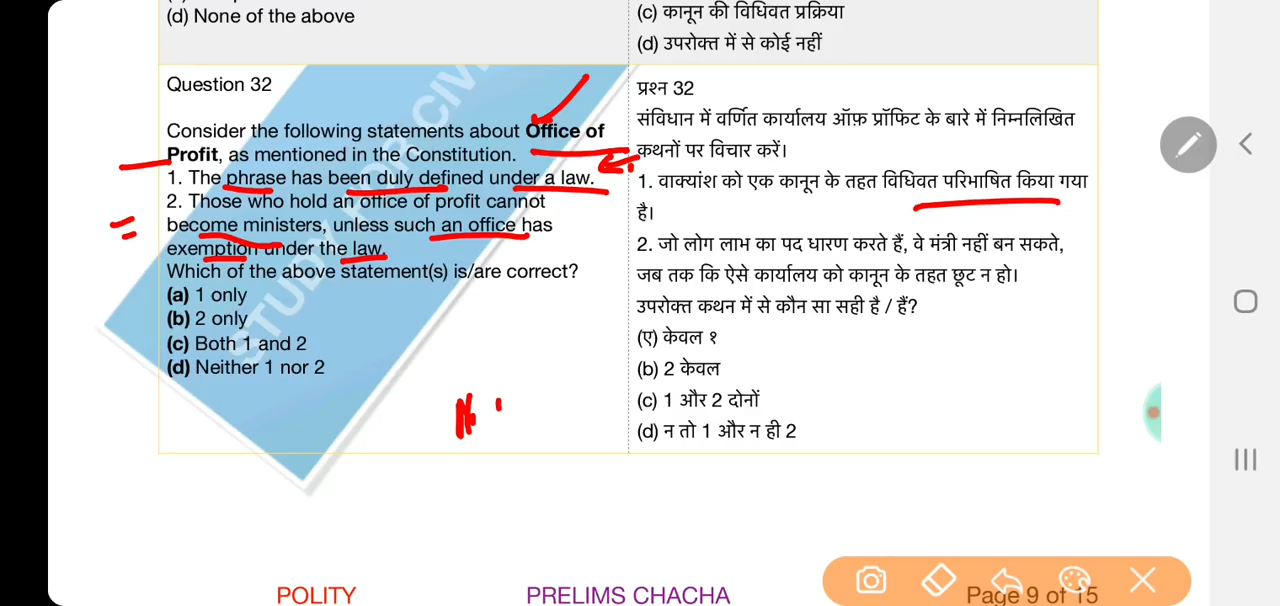 (d) None of the above
(c) कानून की विधिवत प्रक्रिया
(d) उपरोक्त में से कोई नहीं
Question 32
Consider the following statements about Office of
Profit, as mentioned in the Constitution.
1. The phrase has been duly defined under a law.
2. Those who hold an office of profit cannot
become ministers, unless such an office has
exemption under the law.
Which of the above statement(s) is/are correct?
(a) 1 only
(b) 2 only
(c) Both 1 and 2
(d) Neither 1 nor 2
प्रश्न 32
संविधान में वर्णित कार्यालय ऑफ़ प्रॉफिट के बारे में निम्नलिखित
कथनों पर विचार करें।
1. वाक्यांश को एक कानून के तहत विधिवत परिभाषित किया गया
है।
2. जो लोग लाभ का पद धारण करते हैं, वे मंत्री नहीं बन सकते,
जब तक कि ऐसे कार्यालय को कानून के तहत छूट न हो।
उपरोक्त कथन में से कौन सा सही है / हैं?
(ए) केवल १
(b) 2 केवल
(c) 1 और 2 दोनों
(d) न तो 1 और न ही 2
STUDY FOR CIVI
POLITY
PRELIMS CHACHA
Page 9 of 15